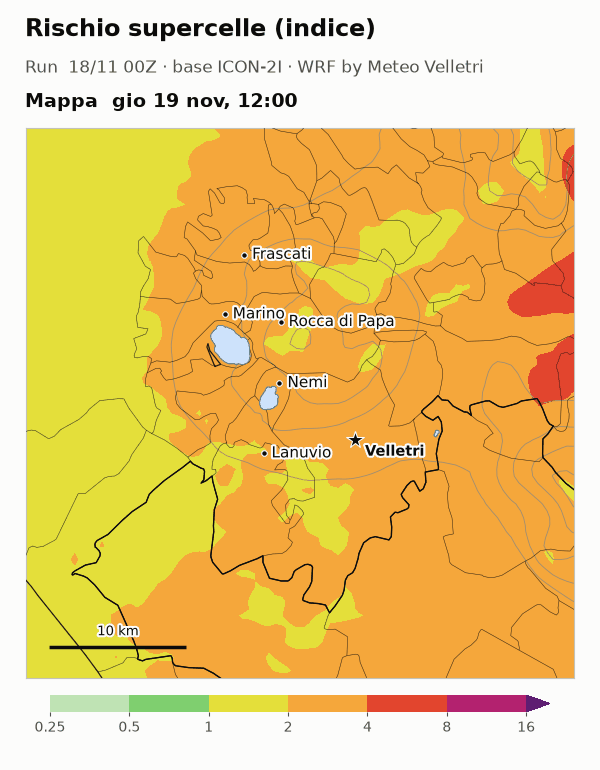 Rischio supercelle (indice)
Run  18/11 00Z · base ICON-2I · WRF by Meteo Velletri
Mappa  gio 19 nov, 12:00
Frascati
Marino
Rocca di Papa
Nemi
Velletri
Lanuvio
10 km
0.25 0.5 1 2 4 8 16